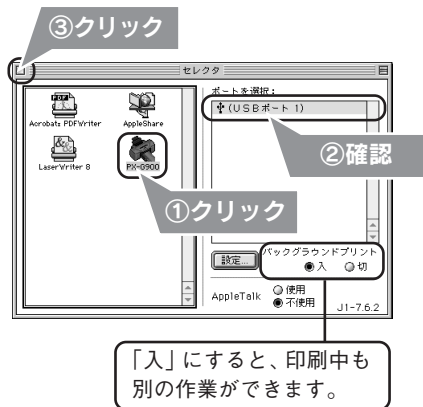 ③クリック
セレクタ
Acrobat™ PDFWriter
AppleShare
LaserWriter 8
PX-G900
ポートを選択：
(USBポート 1)
②確認
①クリック
設定...
バックグラウンドプリント
入 切
AppleTalk
使用
不使用
J1-7.6.2
「入」にすると、印刷中も
別の作業ができます。